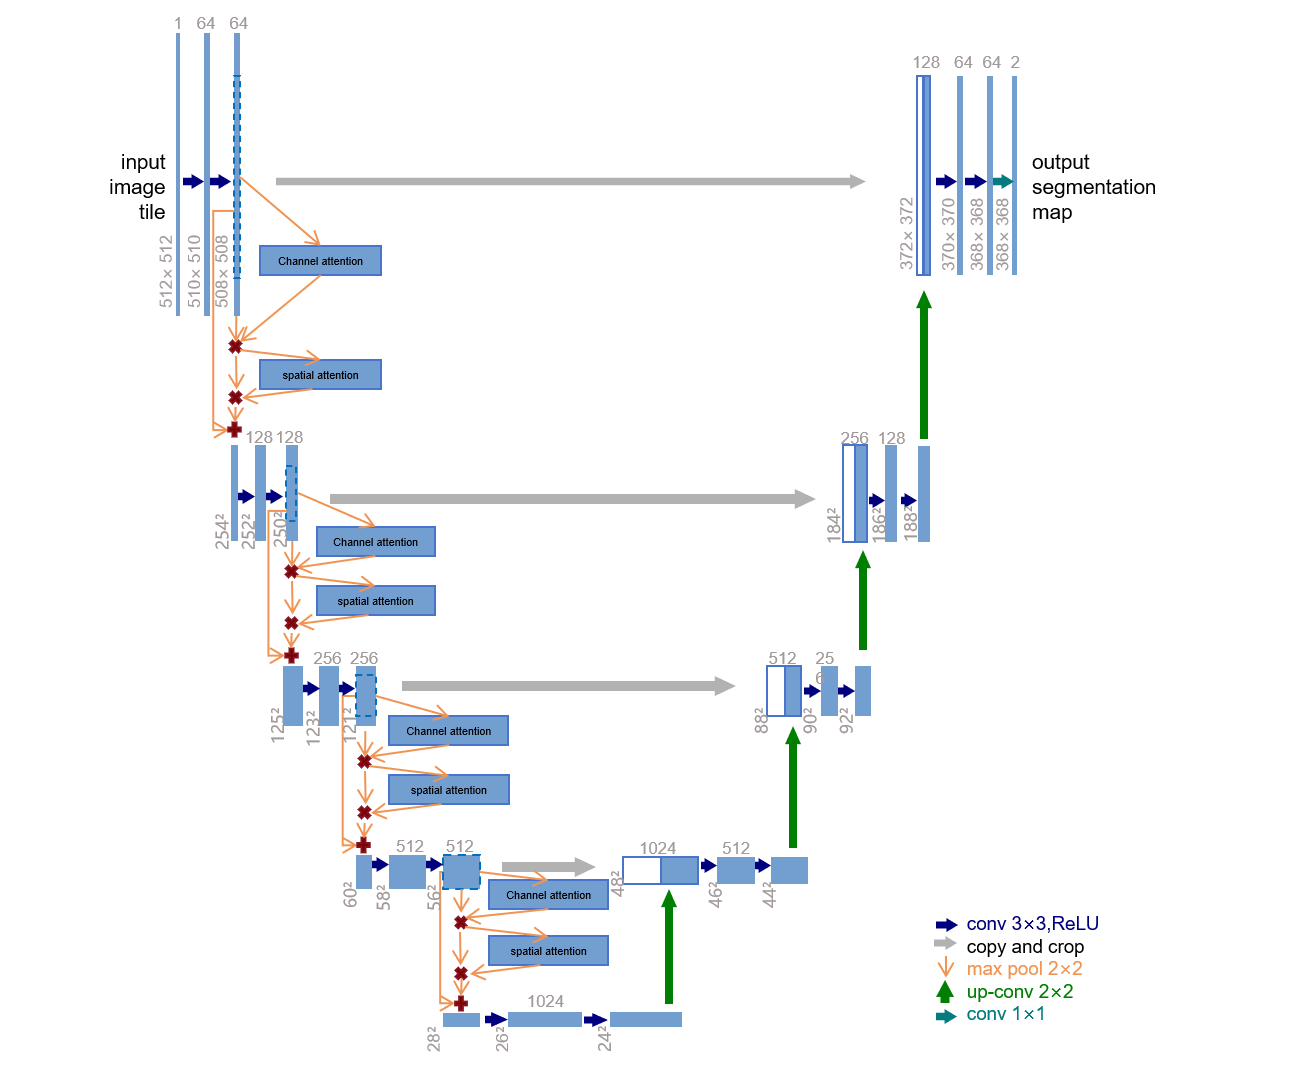 1 64 64
128 64 64 2
input
image
tile
output
segmentation
map
512× 512
510× 510
508× 508
372× 372
370× 370
368× 368
368× 368
Channel attention
spatial attention
128 128
256 128
254²
252²
250²
184²
186²
188²
Channel attention
spatial attention
256 256
512 25
6
125²
123²
121²
88²
90²
92²
Channel attention
spatial attention
512 512
1024 512
60²
58²
56²
48²
46²
44²
Channel attention
spatial attention
1024
28²
26²
24²
conv 3×3,ReLU
copy and crop
max pool 2×2
up-conv 2×2
conv 1×1